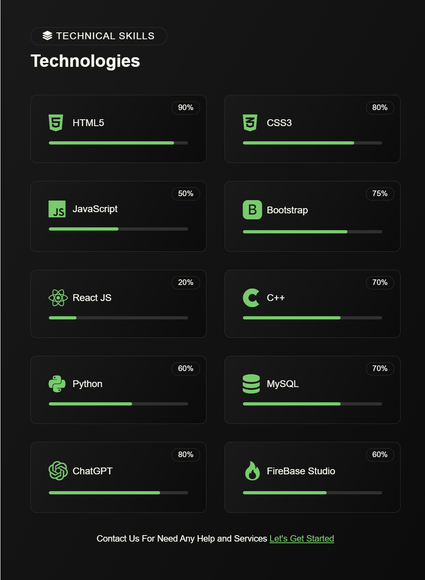 TECHNICAL SKILLS
Technologies
90%
HTML5
80%
CSS3
50%
JS JavaScript
75%
B Bootstrap
20%
React JS
70%
C++
60%
Python
70%
MySQL
80%
ChatGPT
60%
FireBase Studio
Contact Us For Need Any Help and Services Let's Get Started